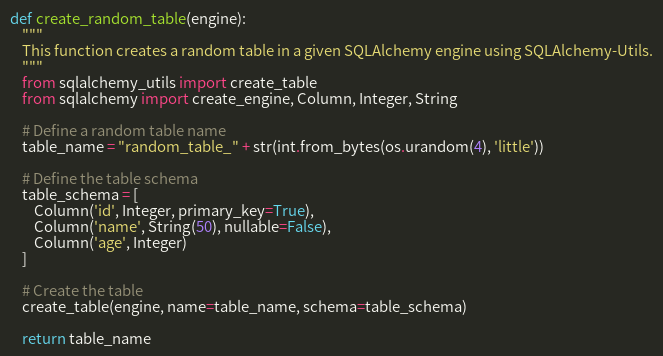 def create_random_table(engine):
"""
This function creates a random table in a given SQLAlchemy engine using SQLAlchemy-Utils.
"""
from sqlalchemy_utils import create_table
from sqlalchemy import create_engine, Column, Integer, String
# Define a random table name
table_name = "random_table_" + str(int.from_bytes(os.urandom(4), 'little'))
# Define the table schema
table_schema = [
Column('id', Integer, primary_key=True),
Column('name', String(50), nullable=False),
Column('age', Integer)
]
# Create the table
create_table(engine, name=table_name, schema=table_schema)
return table_name